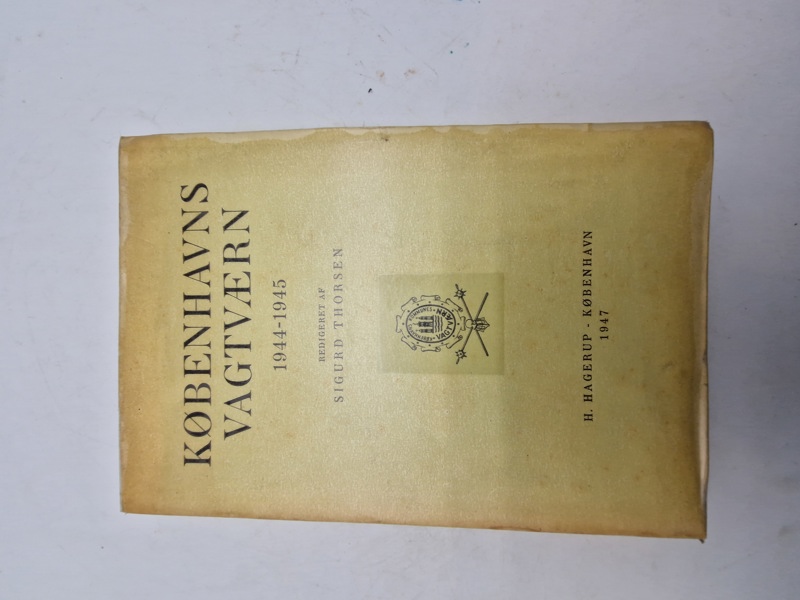 KØBENHAVNS
VAGTVÆRN
1944-1945
REDIGERET AF
SIGURD THORSEN
H. HAGERUP - KØBENHAVN
1947